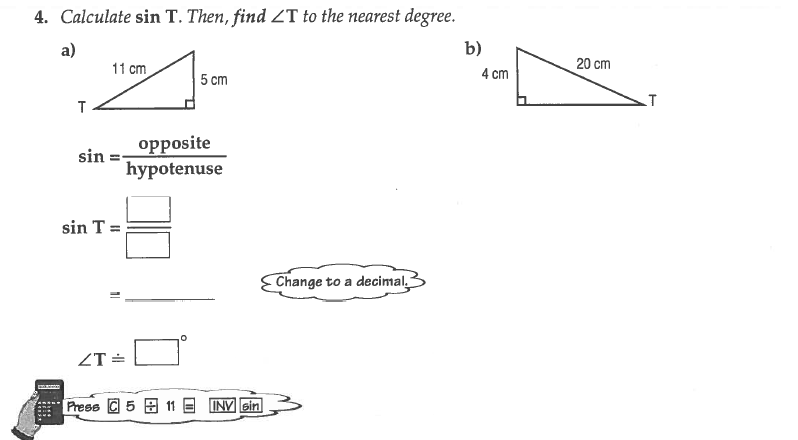 4. Calculate sin T. Then, find ∠T to the nearest degree.
a)
11 cm
5 cm
T
b)
4 cm
20 cm
T
sin = opposite
hypotenuse
sin T =
=
Change to a decimal.
∠T ≐ °
Press C 5 ÷ 11 = INV sin